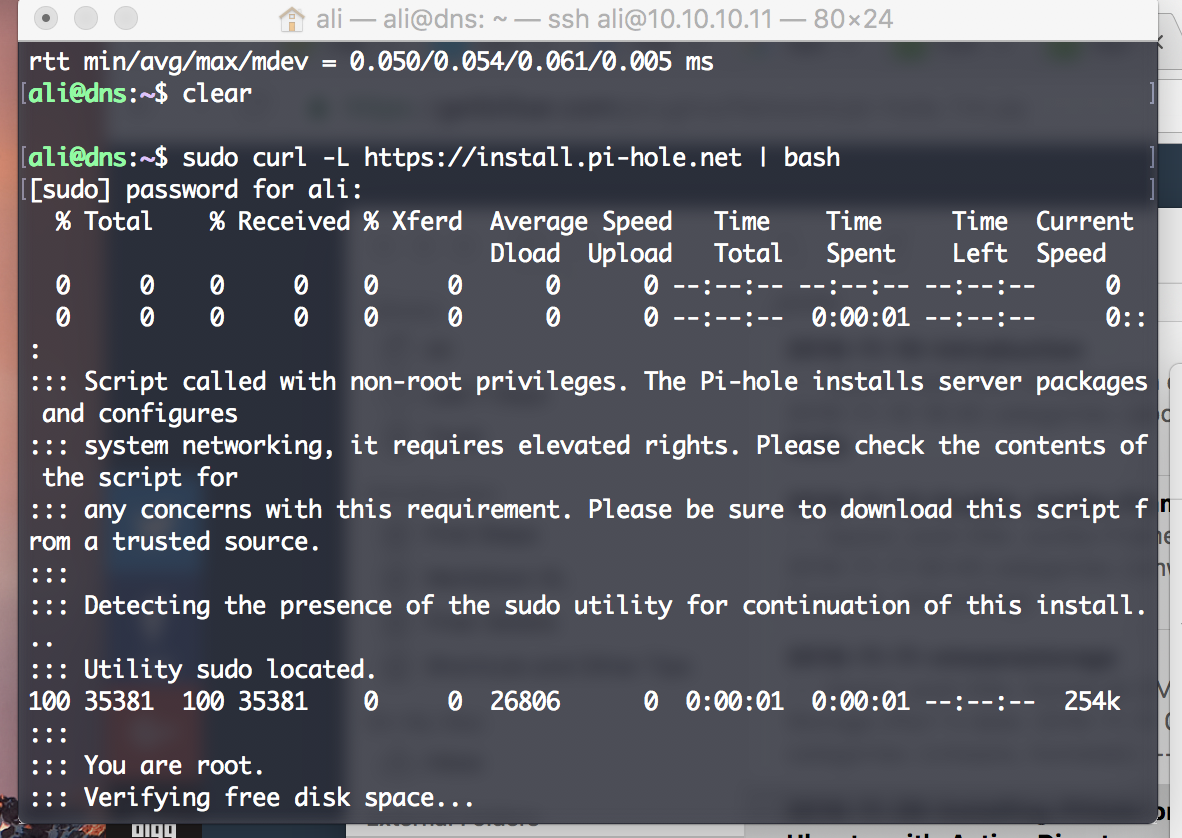 ali — ali@dns: ~ — ssh ali@10.10.10.11 — 80×24
rtt min/avg/max/mdev = 0.050/0.054/0.061/0.005 ms
[ali@dns:~$ clear ]
[ali@dns:~$ sudo curl -L https://install.pi-hole.net | bash ]
[[sudo] password for ali: ]
% Total % Received % Xferd Average Speed Time Time Time Current
Dload Upload Total Spent Left Speed
0 0 0 0 0 0 0 0 --:--:-- --:--:-- --:--:-- 0
0 0 0 0 0 0 0 0 --:--:-- 0:00:01 --:--:-- 0::
:
::: Script called with non-root privileges. The Pi-hole installs server packages
and configures
::: system networking, it requires elevated rights. Please check the contents of
the script for
::: any concerns with this requirement. Please be sure to download this script f
rom a trusted source.
:::
::: Detecting the presence of the sudo utility for continuation of this install.
..
::: Utility sudo located.
100 35381 100 35381 0 0 26806 0 0:00:01 0:00:01 --:--:-- 254k
:::
::: You are root.
::: Verifying free disk space...
digg